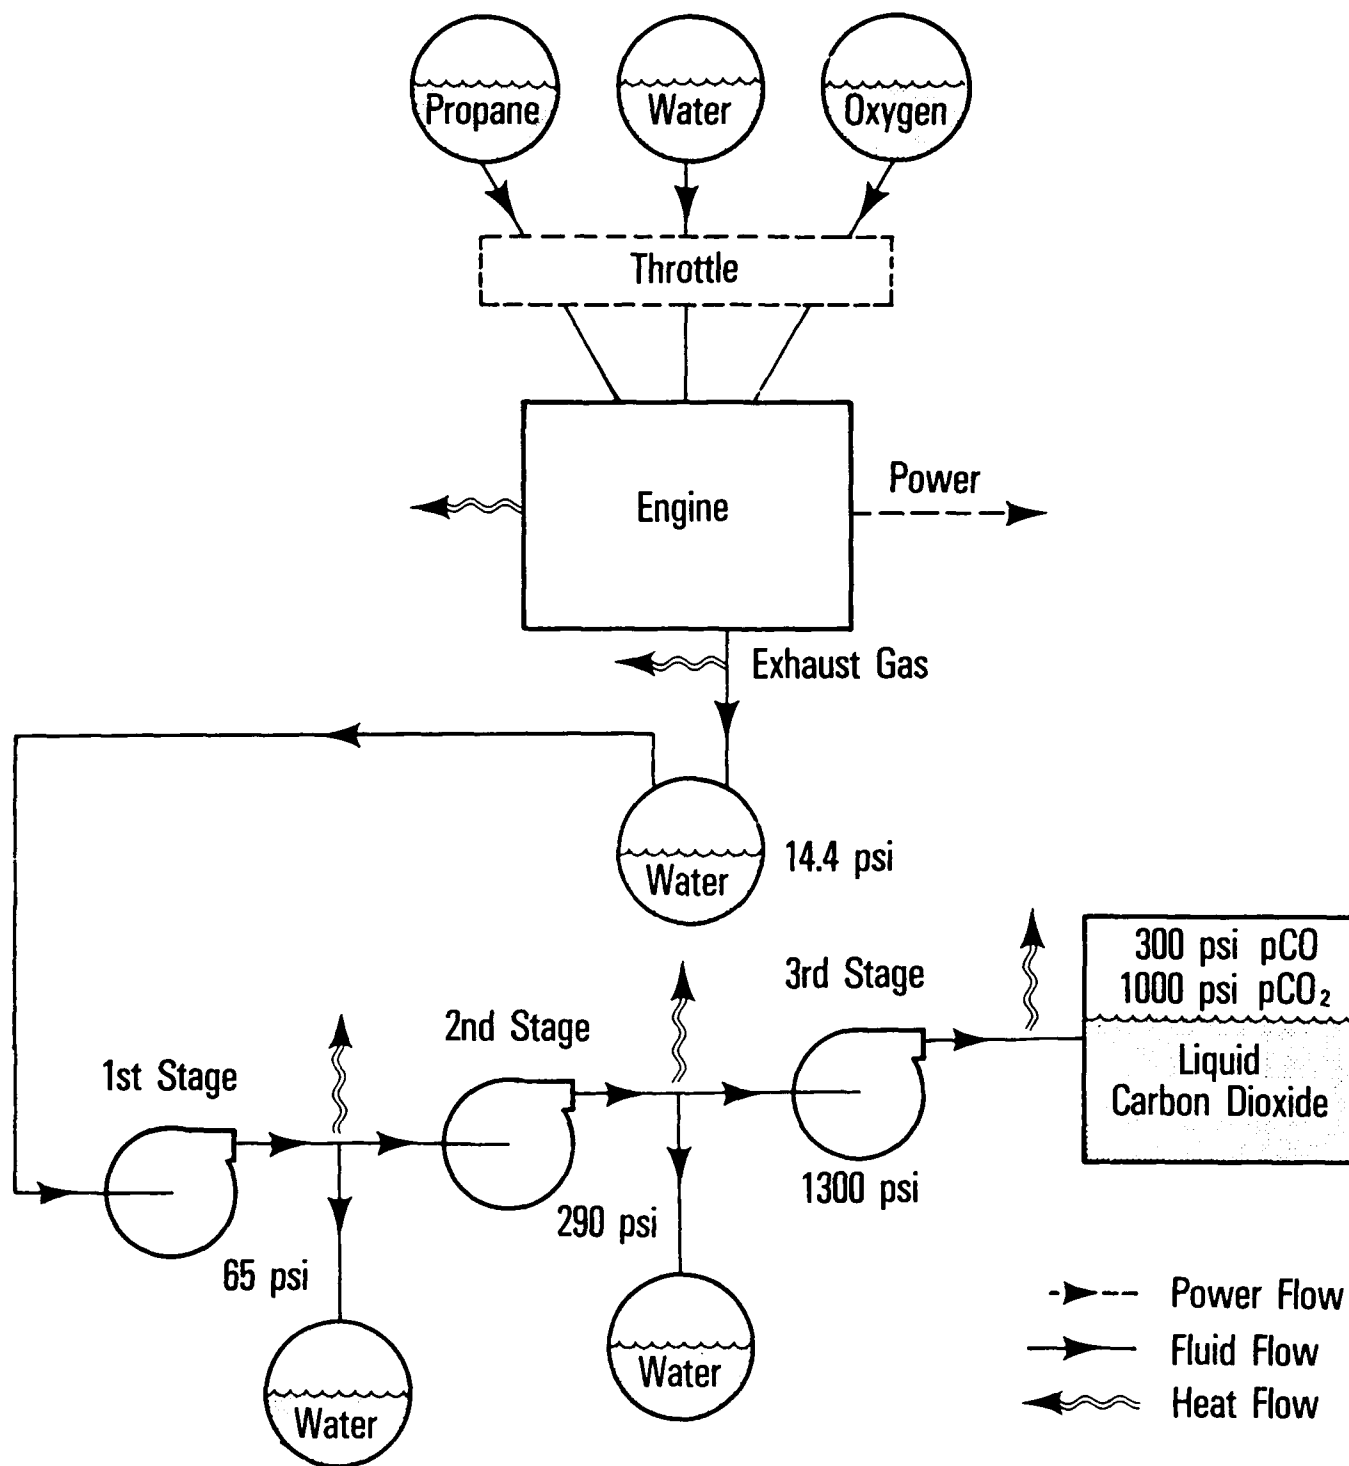 Propane
Water
Oxygen
Throttle
Engine
Power
Exhaust Gas
Water
14.4 psi
1st Stage
2nd Stage
3rd Stage
300 psi pCO
1000 psi pCO₂
Liquid
Carbon Dioxide
65 psi
290 psi
1300 psi
Water
Water
Power Flow
Fluid Flow
Heat Flow